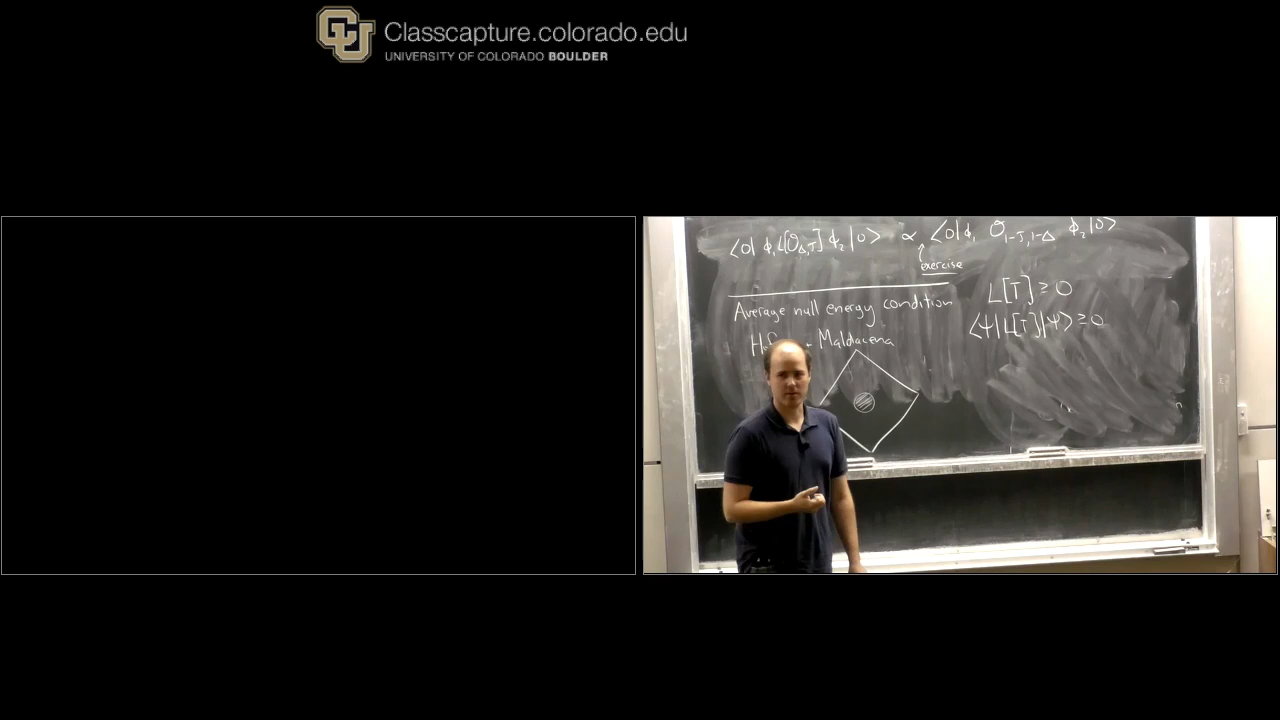 Classcapture.colorado.edu
UNIVERSITY OF COLORADO BOULDER
⟨0| ϕ₁ L[O_{Δ,J}] ϕ₂ |0⟩ ∝ ⟨0| ϕ₁ O_{1-J,1-Δ} ϕ₂ |0⟩
exercise
Average null energy condition
L[T] ≥ 0
⟨Ψ|L[T]|Ψ⟩ ≥ 0
Maldacena